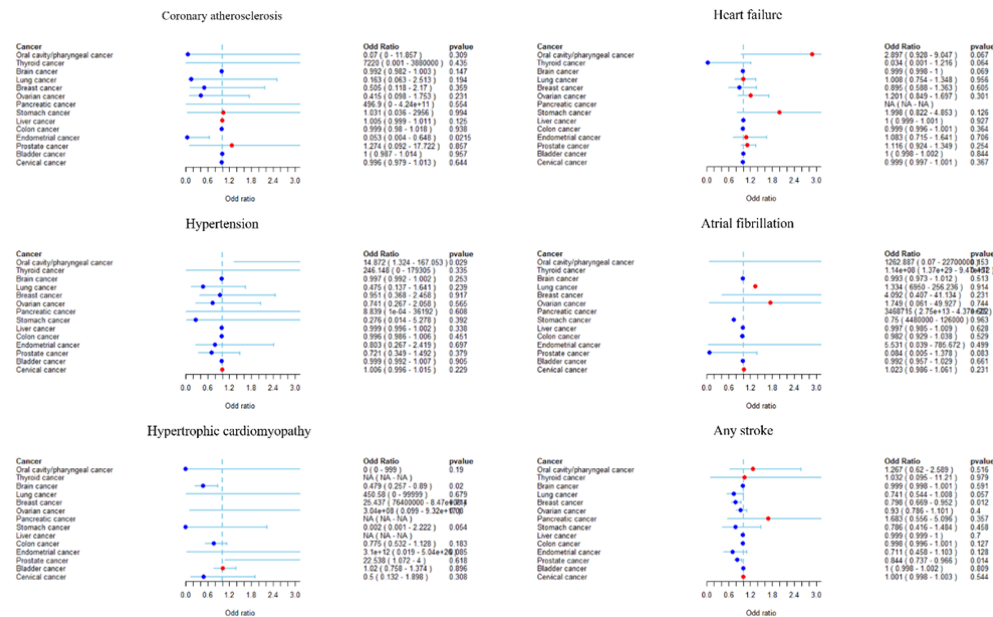 Coronary atherosclerosis
Cancer Odd Ratio pvalue
Oral cavity/pharyngeal cancer 0.07 ( 0 - 11.857 ) 0.309
Thyroid cancer 7220 ( 0.001 - 3880000 ) 0.435
Brain cancer 0.992 ( 0.982 - 1.003 ) 0.147
Lung cancer 0.163 ( 0.063 - 2.513 ) 0.194
Breast cancer 0.505 ( 0.118 - 2.17 ) 0.359
Ovarian cancer 0.415 ( 0.098 - 1.753 ) 0.231
Pancreatic cancer 496.9 ( 0 - 4.24e+11 ) 0.554
Stomach cancer 1.031 ( 0.036 - 2956 ) 0.994
Liver cancer 1.005 ( 0.999 - 1.011 ) 0.125
Colon cancer 0.999 ( 0.98 - 1.018 ) 0.938
Endometrial cancer 0.053 ( 0.004 - 0.648 ) 0.0215
Prostate cancer 1.274 ( 0.092 - 17.722 ) 0.857
Bladder cancer 1 ( 0.987 - 1.014 ) 0.957
Cervical cancer 0.996 ( 0.979 - 1.013 ) 0.644
0.0 0.6 1.2 1.8 2.4 3.0
Odd ratio
Heart failure
Cancer Odd Ratio pvalue
Oral cavity/pharyngeal cancer 2.897 ( 0.928 - 9.047 ) 0.067
Thyroid cancer 0.034 ( 0.001 - 1.216 ) 0.064
Brain cancer 0.999 ( 0.998 - 1 ) 0.069
Lung cancer 1.008 ( 0.754 - 1.348 ) 0.956
Breast cancer 0.895 ( 0.588 - 1.363 ) 0.605
Ovarian cancer 1.201 ( 0.849 - 1.697 ) 0.301
Pancreatic cancer NA ( NA - NA )
Stomach cancer 1.998 ( 0.822 - 4.853 ) 0.126
Liver cancer 1 ( 0.999 - 1.001 ) 0.927
Colon cancer 0.999 ( 0.996 - 1.001 ) 0.364
Endometrial cancer 1.083 ( 0.715 - 1.641 ) 0.706
Prostate cancer 1.116 ( 0.924 - 1.349 ) 0.254
Bladder cancer 1 ( 0.998 - 1.002 ) 0.844
Cervical cancer 0.999 ( 0.997 - 1.001 ) 0.367
0.0 0.6 1.2 1.8 2.4 3.0
Odd ratio
Hypertension
Cancer Odd Ratio pvalue
Oral cavity/pharyngeal cancer 14.872 ( 1.324 - 167.053 ) 0.029
Thyroid cancer 246.148 ( 0 - 179305 ) 0.335
Brain cancer 0.997 ( 0.992 - 1.002 ) 0.253
Lung cancer 0.475 ( 0.137 - 1.641 ) 0.239
Breast cancer 0.951 ( 0.368 - 2.458 ) 0.917
Ovarian cancer 0.741 ( 0.267 - 2.058 ) 0.565
Pancreatic cancer 8.839 ( 1e-04 - 36192 ) 0.608
Stomach cancer 0.276 ( 0.014 - 5.278 ) 0.392
Liver cancer 0.999 ( 0.996 - 1.002 ) 0.338
Colon cancer 0.996 ( 0.986 - 1.006 ) 0.451
Endometrial cancer 0.803 ( 0.267 - 2.419 ) 0.697
Prostate cancer 0.721 ( 0.349 - 1.492 ) 0.379
Bladder cancer 0.999 ( 0.992 - 1.007 ) 0.905
Cervical cancer 1.006 ( 0.996 - 1.015 ) 0.229
0.0 0.6 1.2 1.8 2.4 3.0
Odd ratio
Atrial fibrillation
Cancer Odd Ratio pvalue
Oral cavity/pharyngeal cancer 1262.887 ( 0.07 - 22700000 )
Thyroid cancer 1.14e+08 ( 1.37e+29 -
Brain cancer 0.993 ( 0.973 - 1.012 ) 0.513
Lung cancer 1.334 ( 6950 - 256.236 ) 0.914
Breast cancer 4.092 ( 0.407 - 41.134 ) 0.231
Ovarian cancer 1.749 ( 0.061 - 49.927 ) 0.744
Pancreatic cancer 3468715 ( 2.75e+13 -
Stomach cancer 0.75 ( 4480000 - 126000 ) 0.963
Liver cancer 0.997 ( 0.985 - 1.009 ) 0.628
Colon cancer 0.982 ( 0.929 - 1.038 ) 0.529
Endometrial cancer 5.531 ( 0.039 - 785.672 ) 0.499
Prostate cancer 0.084 ( 0.005 - 1.378 ) 0.083
Bladder cancer 0.992 ( 0.957 - 1.029 ) 0.661
Cervical cancer 1.023 ( 0.986 - 1.061 ) 0.231
0.0 0.6 1.2 1.8 2.4 3.0
Odd ratio
Hypertrophic cardiomyopathy
Cancer Odd Ratio pvalue
Oral cavity/pharyngeal cancer 0 ( 0 - 999 ) 0.19
Thyroid cancer NA ( NA - NA )
Brain cancer 0.479 ( 0.257 - 0.89 ) 0.02
Lung cancer 450.58 ( 0 - 99999 ) 0.679
Breast cancer 25.437 ( 76400000 -
Ovarian cancer 3.04e+08 ( 0.099 -
Pancreatic cancer NA ( NA - NA )
Stomach cancer 0.002 ( 0.001 - 2.222 ) 0.054
Liver cancer NA ( NA - NA )
Colon cancer 0.775 ( 0.532 - 1.128 ) 0.183
Endometrial cancer 3.1e+12 ( 0.019 -
Prostate cancer 22.538 ( 1.072 - 4 ) 0.618
Bladder cancer 1.02 ( 0.758 - 1.374 ) 0.896
Cervical cancer 0.5 ( 0.132 - 1.898 ) 0.308
0.0 0.6 1.2 1.8 2.4 3.0
Odd ratio
Any stroke
Cancer Odd Ratio pvalue
Oral cavity/pharyngeal cancer 1.267 ( 0.62 - 2.589 ) 0.516
Thyroid cancer 1.032 ( 0.095 - 11.21 ) 0.979
Brain cancer 0.999 ( 0.998 - 1.001 ) 0.591
Lung cancer 0.741 ( 0.544 - 1.008 ) 0.057
Breast cancer 0.798 ( 0.669 - 0.952 ) 0.012
Ovarian cancer 0.93 ( 0.786 - 1.101 ) 0.4
Pancreatic cancer 1.683 ( 0.556 - 5.096 ) 0.357
Stomach cancer 0.786 ( 0.416 - 1.484 ) 0.458
Liver cancer 0.999 ( 0.999 - 1 ) 0.7
Colon cancer 0.998 ( 0.996 - 1.001 ) 0.127
Endometrial cancer 0.711 ( 0.458 - 1.103 ) 0.128
Prostate cancer 0.844 ( 0.737 - 0.966 ) 0.014
Bladder cancer 1 ( 0.998 - 1.002 ) 0.809
Cervical cancer 1.001 ( 0.998 - 1.003 ) 0.544
0.0 0.6 1.2 1.8 2.4 3.0
Odd ratio